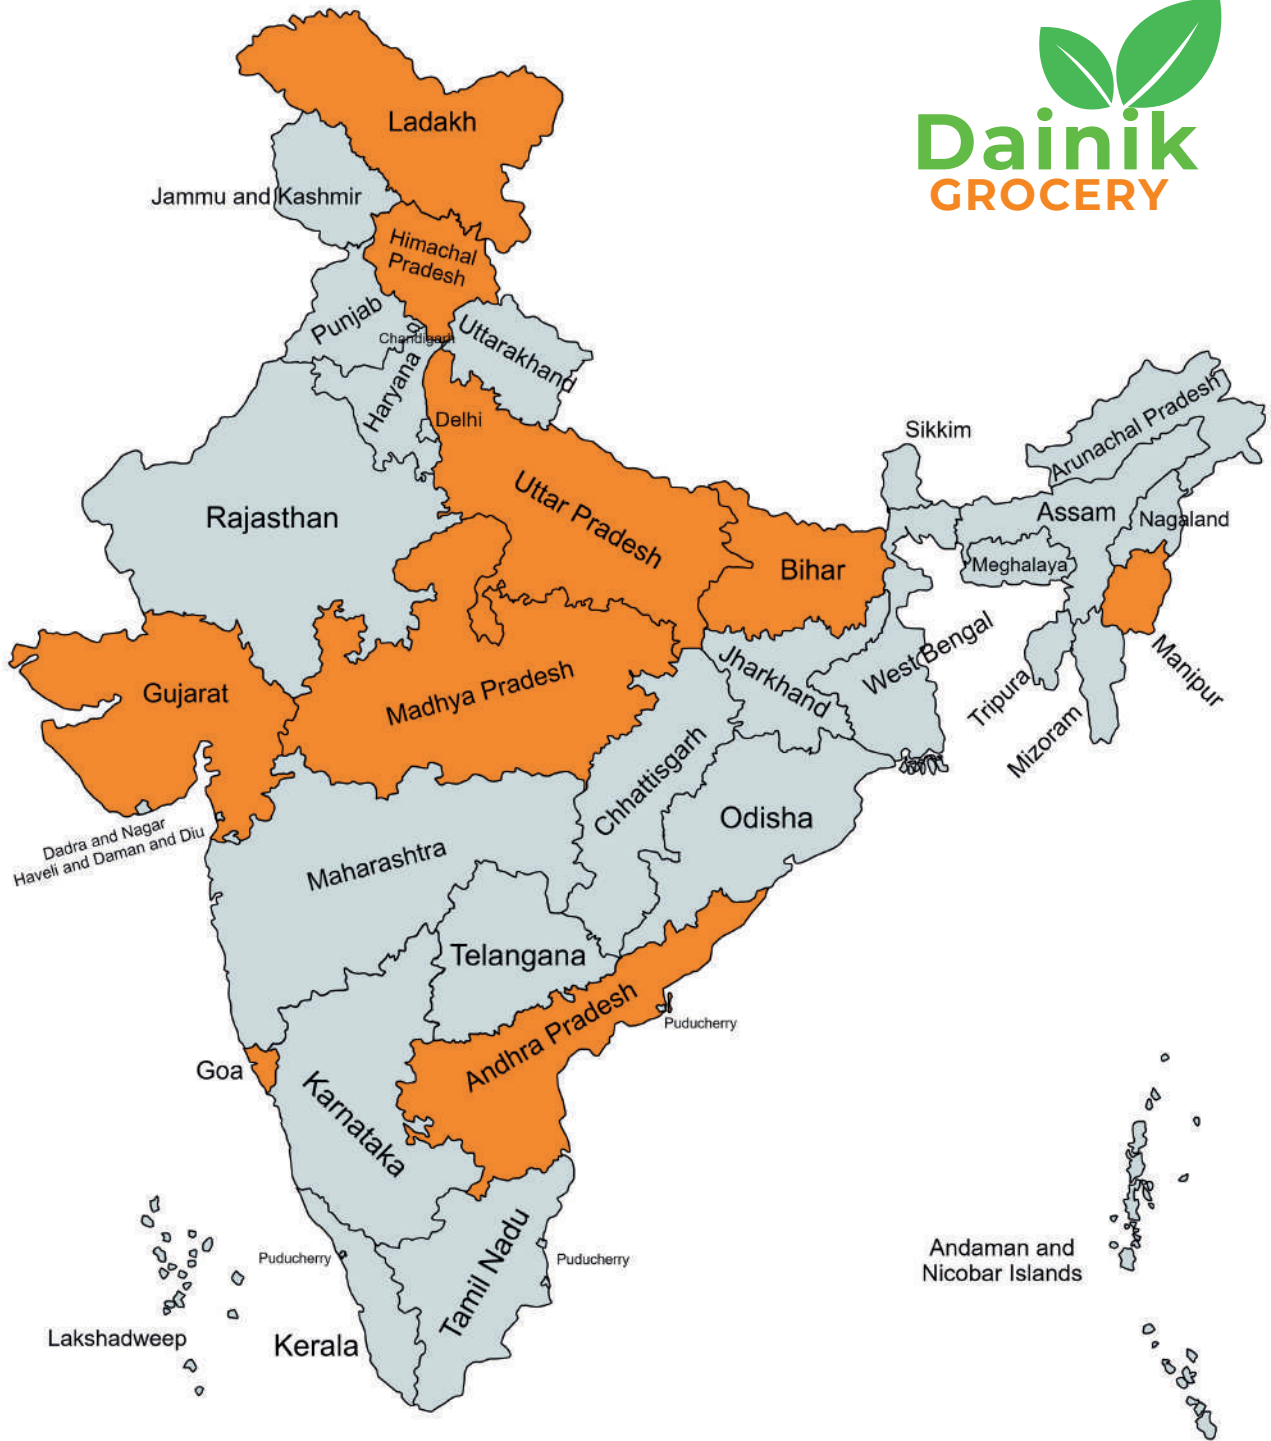 Dainik
GROCERY
Ladakh
Jammu and Kashmir
Himachal
Pradesh
Punjab
Chandigarh
Uttarakhand
Haryana
Delhi
Sikkim
Arunachal Pradesh
Rajasthan
Uttar Pradesh
Assam
Nagaland
Bihar
Meghalaya
Gujarat
Madhya Pradesh
Jharkhand
West Bengal
Tripura
Manipur
Mizoram
Chhattisgarh
Odisha
Dadra and Nagar
Haveli and Daman and Diu
Maharashtra
Telangana
Andhra Pradesh
Puducherry
Goa
Karnataka
Andaman and
Nicobar Islands
Puducherry
Tamil Nadu
Puducherry
Lakshadweep
Kerala